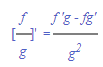 [f/g]' = (f'g - fg')/g²